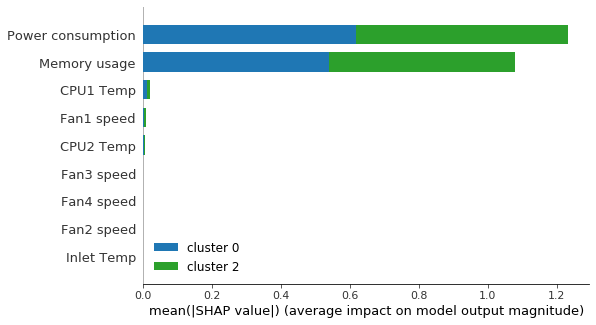 Power consumption
Memory usage
CPU1 Temp
Fan1 speed
CPU2 Temp
Fan3 speed
Fan4 speed
Fan2 speed
Inlet Temp
cluster 0
cluster 2
0.0 0.2 0.4 0.6 0.8 1.0 1.2
mean(|SHAP value|) (average impact on model output magnitude)